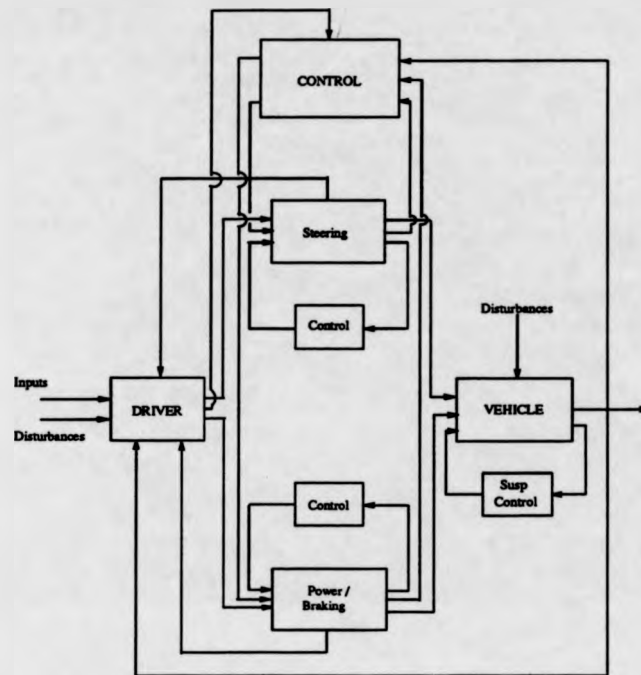 CONTROL
Steering
Control
Disturbances
Inputs
DRIVER
Disturbances
VEHICLE
Susp
Control
Control
Power /
Braking